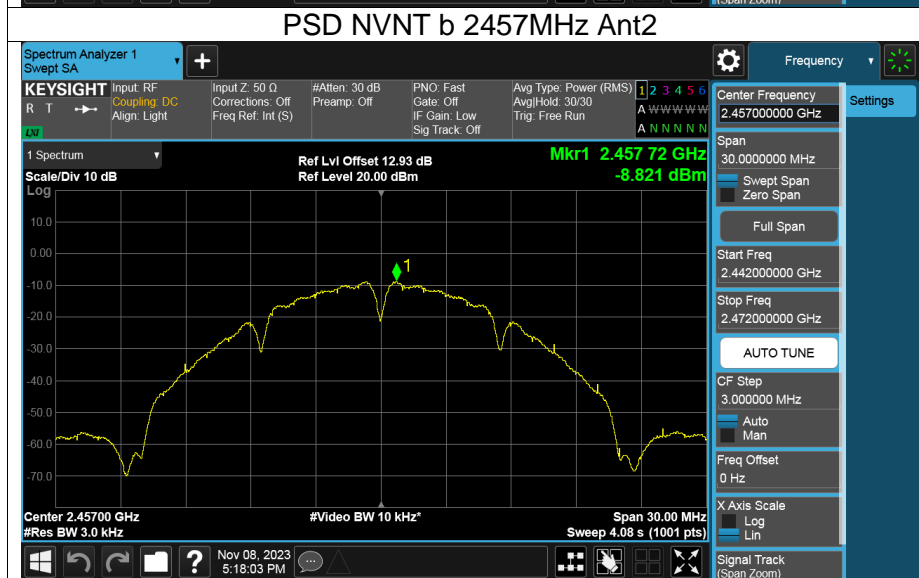 (Span Zoom)
PSD NVNT b 2457MHz Ant2
Spectrum Analyzer 1
Swept SA
+
Frequency
KEYSIGHT
R T
LXI
Input: RF
Coupling: DC
Align: Light
Input Z: 50 Ω
Corrections: Off
Freq Ref: Int (S)
#Atten: 30 dB
Preamp: Off
PNO: Fast
Gate: Off
IF Gain: Low
Sig Track: Off
Avg Type: Power (RMS)
Avg|Hold: 30/30
Trig: Free Run
1 2 3 4 5 6
A W W W W W
A N N N N N
Center Frequency
2.457000000 GHz
Settings
1 Spectrum
Scale/Div 10 dB
Ref Lvl Offset 12.93 dB
Ref Level 20.00 dBm
Mkr1 2.457 72 GHz
-8.821 dBm
Span
30.0000000 MHz
Swept Span
Zero Span
Full Span
Start Freq
2.442000000 GHz
Stop Freq
2.472000000 GHz
AUTO TUNE
CF Step
3.000000 MHz
Auto
Man
Freq Offset
0 Hz
X Axis Scale
Log
Lin
Signal Track
(Span Zoom)
Log
10.0
0.00
-10.0
-20.0
-30.0
-40.0
-50.0
-60.0
-70.0
1
Center 2.45700 GHz
#Res BW 3.0 kHz
#Video BW 10 kHz*
Span 30.00 MHz
Sweep 4.08 s (1001 pts)
?
Nov 08, 2023
5:18:03 PM